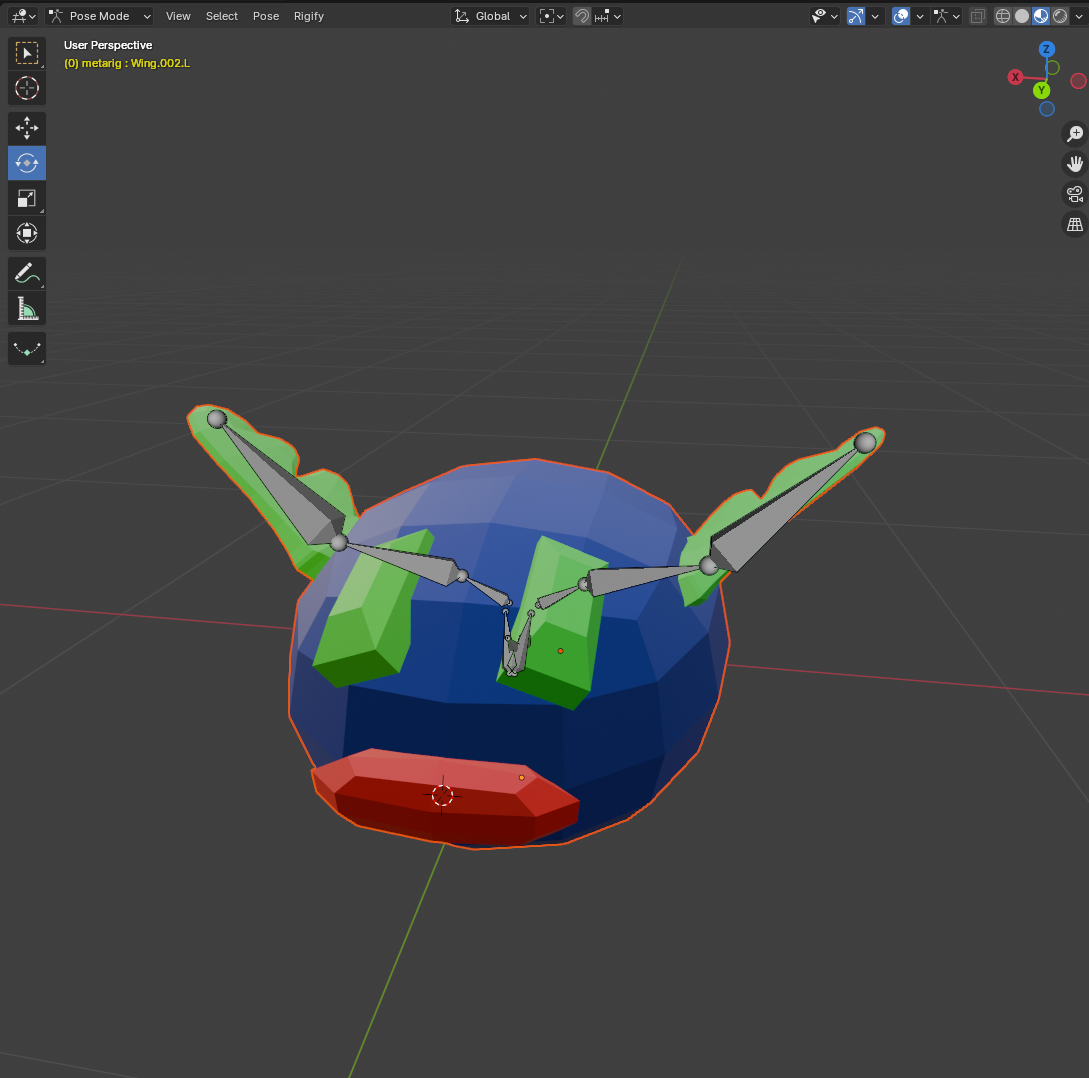 Pose Mode View Select Pose Rigify Global
User Perspective
(0) metarig : Wing.002.L
Z
X
Y